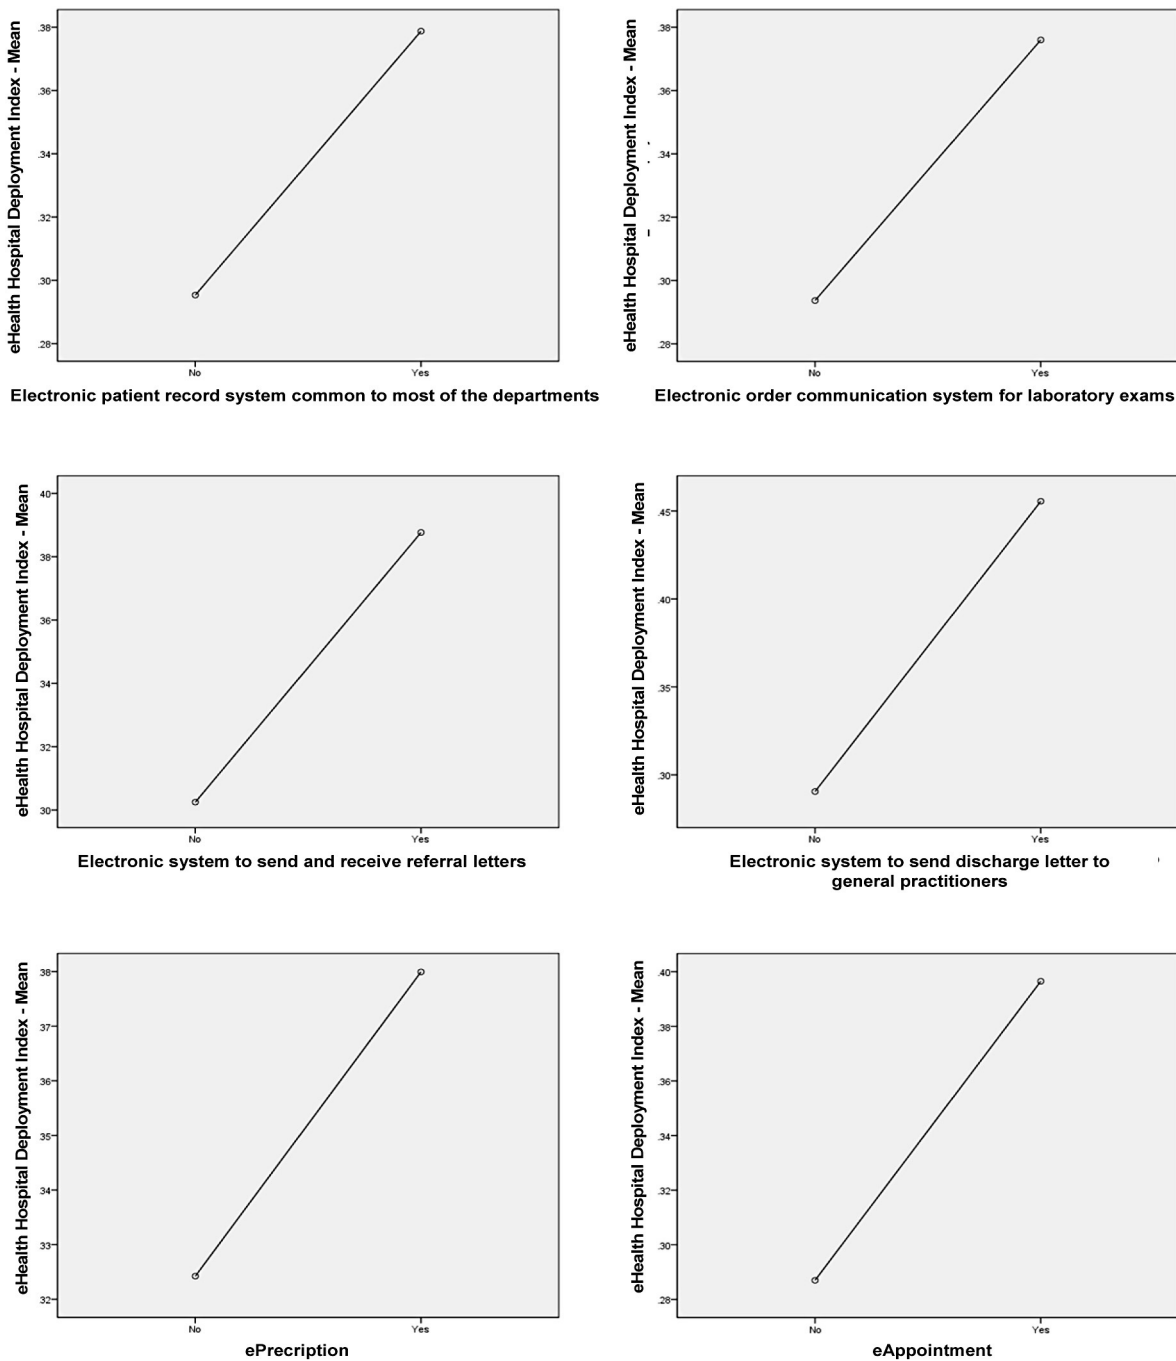 eHealth Hospital Deployment Index - Mean
.38
.36
.34
.32
.30
.28
No
Yes
Electronic patient record system common to most of the departments
eHealth Hospital Deployment Index - Mean
.38
.36
.34
.32
.30
.28
No
Yes
Electronic order communication system for laboratory exams
eHealth Hospital Deployment Index - Mean
40
38
36
34
32
30
No
Yes
Electronic system to send and receive referral letters
eHealth Hospital Deployment Index - Mean
.45
.40
.35
.30
No
Yes
Electronic system to send discharge letter to
general practitioners
eHealth Hospital Deployment Index - Mean
38
37
36
35
34
33
32
No
Yes
ePrecription
eHealth Hospital Deployment Index - Mean
.40
.38
.36
.34
.32
.30
.28
No
Yes
eAppointment